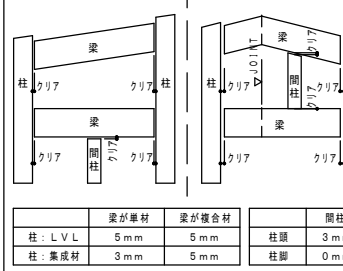 梁
柱
クリア
クリア
柱
梁
クリア
クリア
間柱
クリア
梁
JOINT
クリア
間柱
柱
クリア
クリア
クリア
梁
クリア
クリア
梁が単材 梁が複合材
柱：ＬＶＬ 5mm 5mm
柱：集成材 3mm 5mm
間柱
柱頭 3m
柱脚 0m